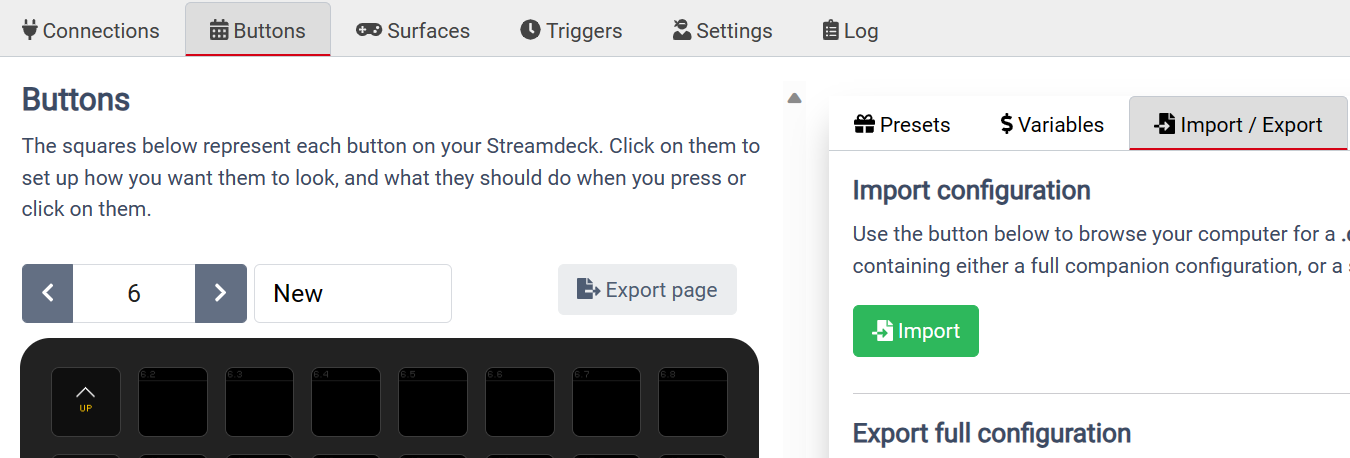 Connections Buttons Surfaces Triggers Settings Log
Buttons
The squares below represent each button on your Streamdeck. Click on them to
set up how you want them to look, and what they should do when you press or
click on them.
6 New Export page
UP 6.2 6.3 6.4 6.5 6.6 6.7 6.8
Presets $ Variables Import / Export
Import configuration
Use the button below to browse your computer for a
containing either a full companion configuration, or a
Import
Export full configuration